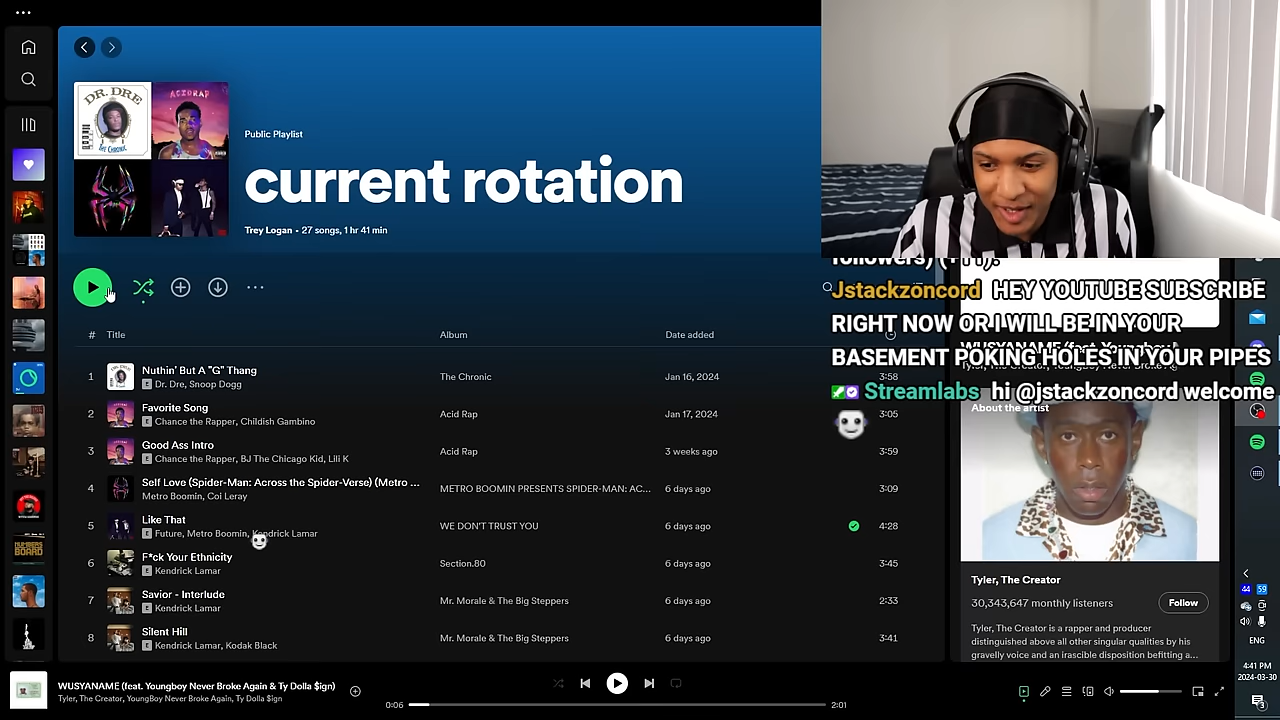 Public Playlist
current rotation
Trey Logan • 27 songs, 1 hr 41 min
DR. DRE
ACID RAP
# Title Album Date added
1 Nuthin' But A "G" Thang The Chronic Jan 16, 2024 3:58
E Dr. Dre, Snoop Dogg
2 Favorite Song Acid Rap Jan 17, 2024 3:05
E Chance the Rapper, Childish Gambino
3 Good Ass Intro Acid Rap 3 weeks ago 3:59
E Chance the Rapper, BJ The Chicago Kid, Lili K
4 Self Love (Spider-Man: Across the Spider-Verse) (Metro ... METRO BOOMIN PRESENTS SPIDER-MAN: AC... 6 days ago 3:09
Metro Boomin, Coi Leray
5 Like That WE DON'T TRUST YOU 6 days ago 4:28
E Future, Metro Boomin, Kendrick Lamar
6 F*ck Your Ethnicity Section.80 6 days ago 3:45
E Kendrick Lamar
7 Savior - Interlude Mr. Morale & The Big Steppers 6 days ago 2:33
E Kendrick Lamar
8 Silent Hill Mr. Morale & The Big Steppers 6 days ago 3:41
E Kendrick Lamar, Kodak Black
followers) (+11).
Jstackzoncord HEY YOUTUBE SUBSCRIBE
RIGHT NOW OR I WILL BE IN YOUR
BASEMENT POKING HOLES IN YOUR PIPES
Streamlabs hi @jstackzoncord welcome
About the artist
Tyler, The Creator
30,343,647 monthly listeners Follow
Tyler, The Creator is a rapper and producer
distinguished above all other singular qualities by his
gravelly voice and an irascible disposition befitting a...
WUSYANAME (feat. Youngboy Never Broke Again & Ty Dolla $ign)
Tyler, The Creator, YoungBoy Never Broke Again, Ty Dolla $ign
0:06 2:01
44 59
ENG
4:41 PM
2024-03-30